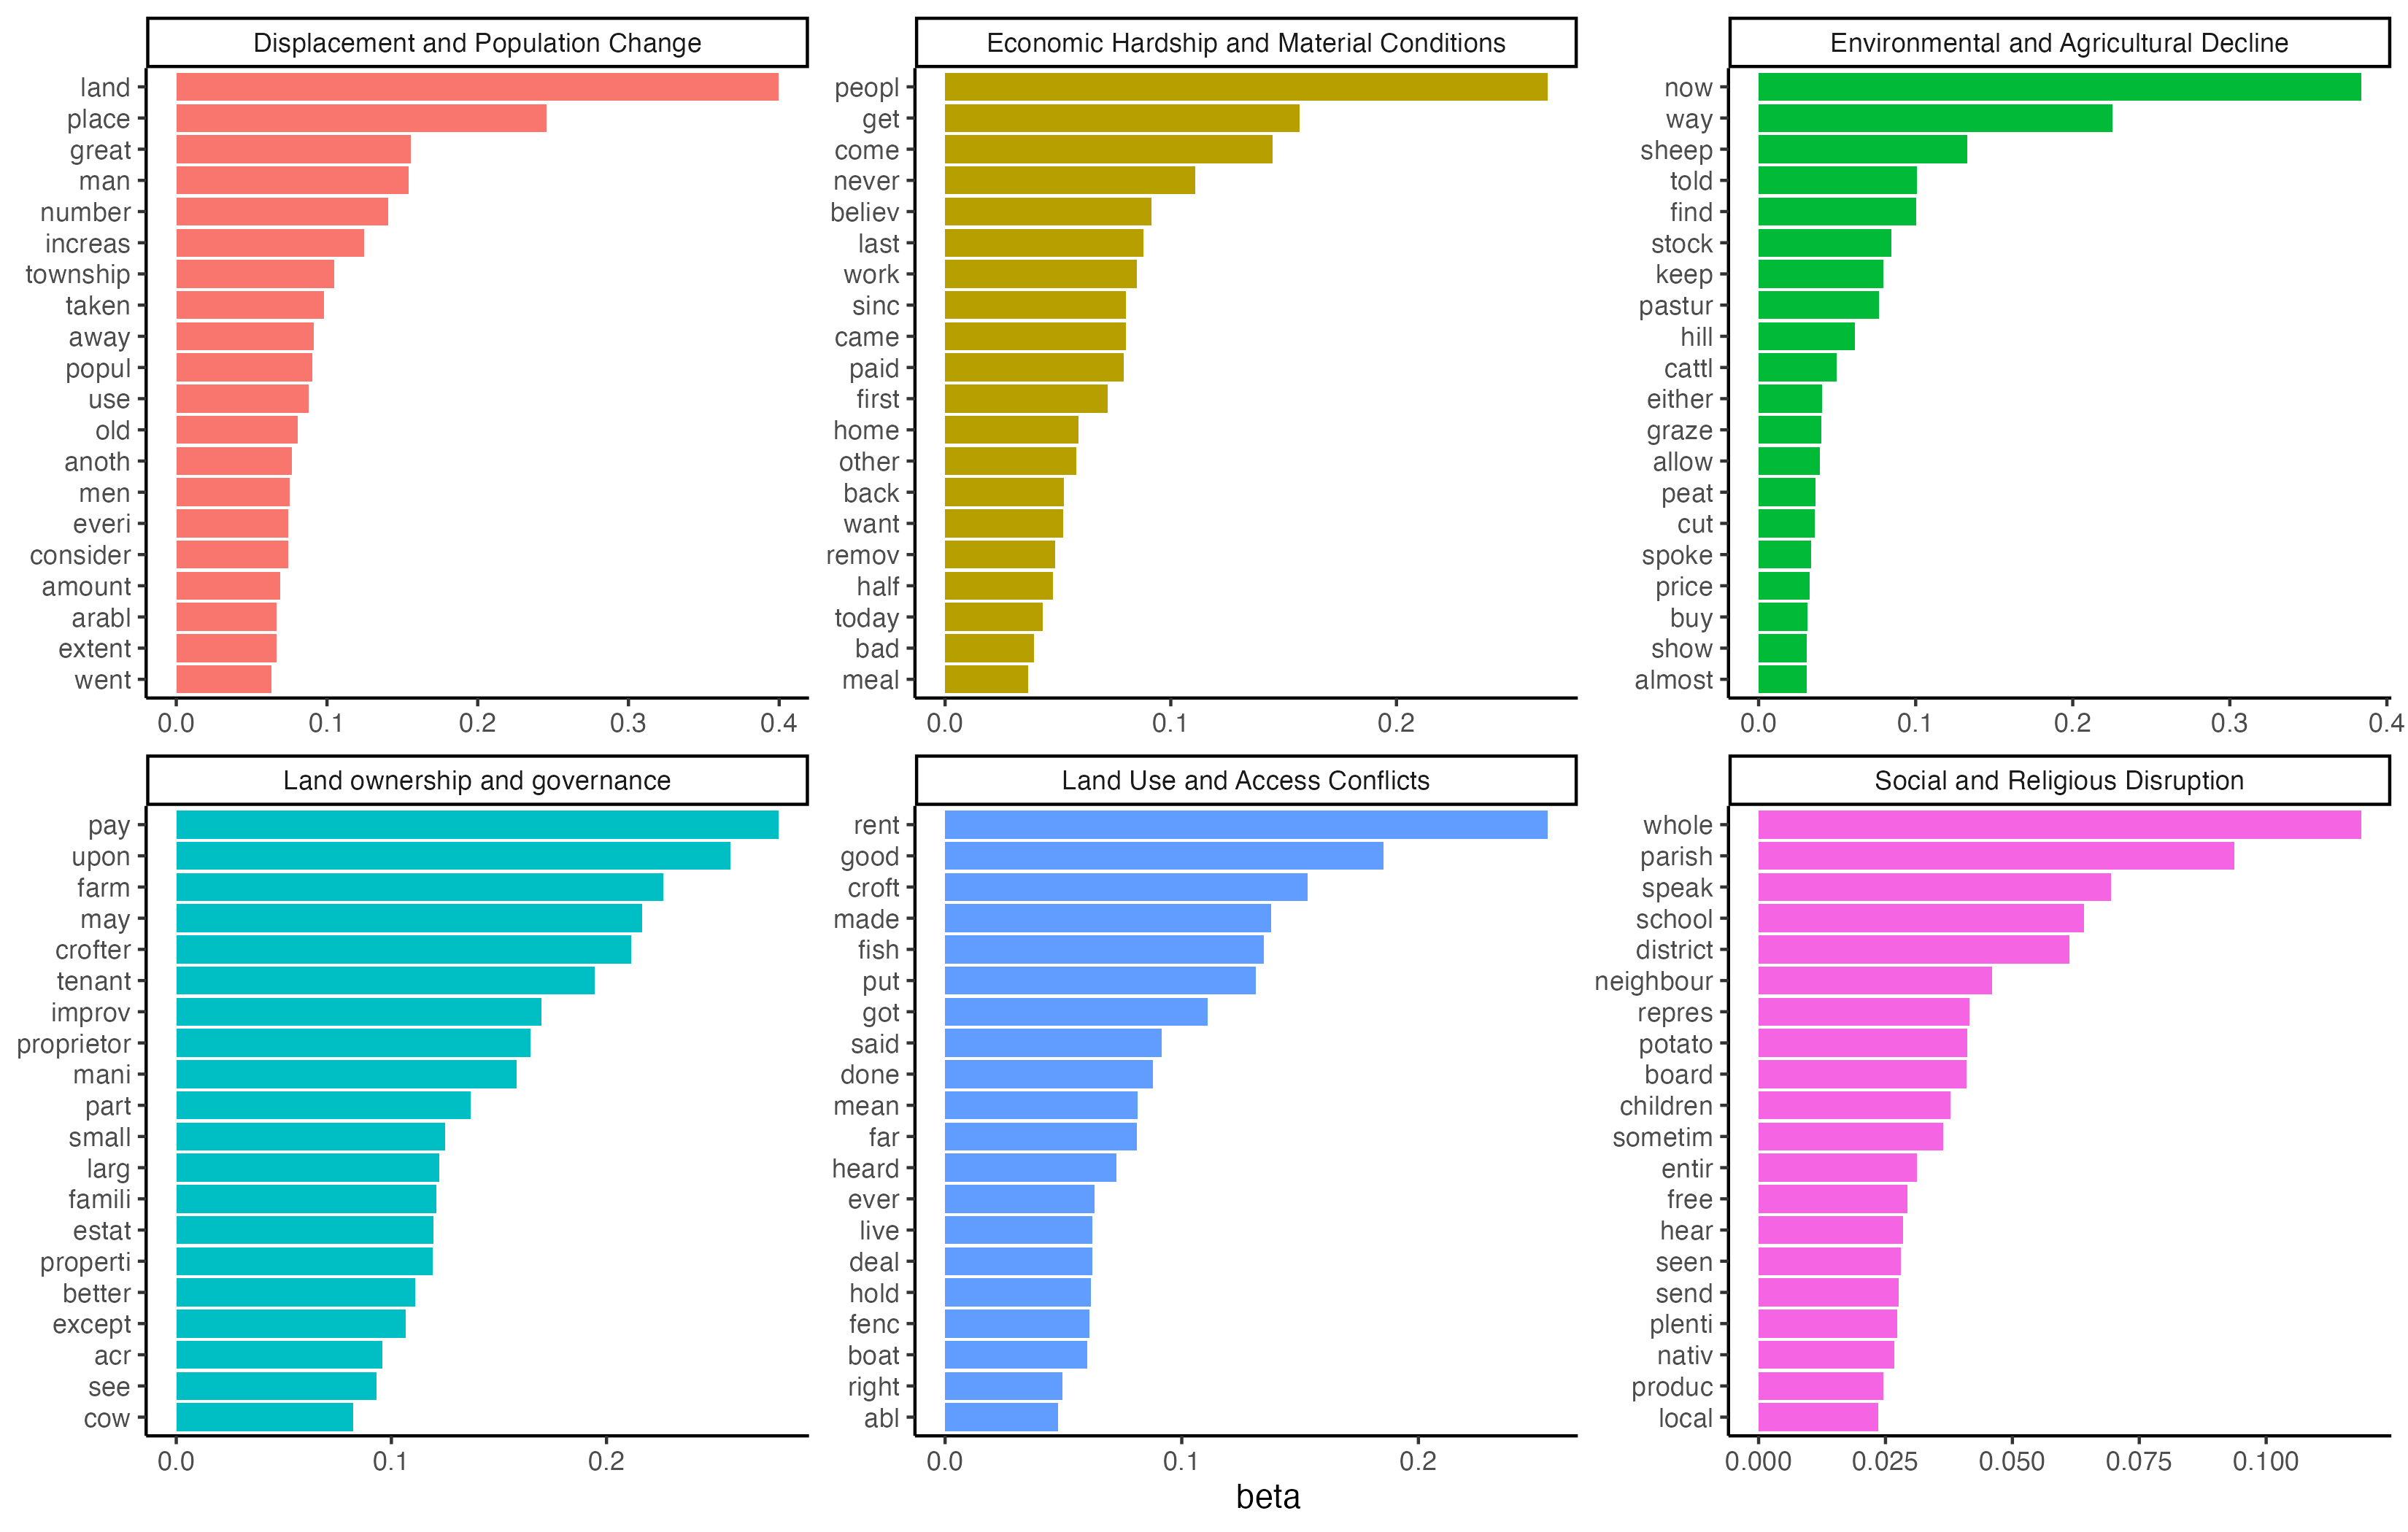 Displacement and Population Change
land
place
great
man
number
increas
township
taken
away
popul
use
old
anoth
men
everi
consider
amount
arabl
extent
went
0.0 0.1 0.2 0.3 0.4
Economic Hardship and Material Conditions
peopl
get
come
never
believ
last
work
sinc
came
paid
first
home
other
back
want
remov
half
today
bad
meal
0.0 0.1 0.2
Environmental and Agricultural Decline
now
way
sheep
told
find
stock
keep
pastur
hill
cattl
either
graze
allow
peat
cut
spoke
price
buy
show
almost
0.0 0.1 0.2 0.3 0.4
Land ownership and governance
pay
upon
farm
may
crofter
tenant
improv
proprietor
mani
part
small
larg
famili
estat
properti
better
except
acr
see
cow
0.0 0.1 0.2
Land Use and Access Conflicts
rent
good
croft
made
fish
put
got
said
done
mean
far
heard
ever
live
deal
hold
fenc
boat
right
abl
0.0 0.1 0.2
Social and Religious Disruption
whole
parish
speak
school
district
neighbour
repres
potato
board
children
sometim
entir
free
hear
seen
send
plenti
nativ
produc
local
0.000 0.025 0.050 0.075 0.100
beta